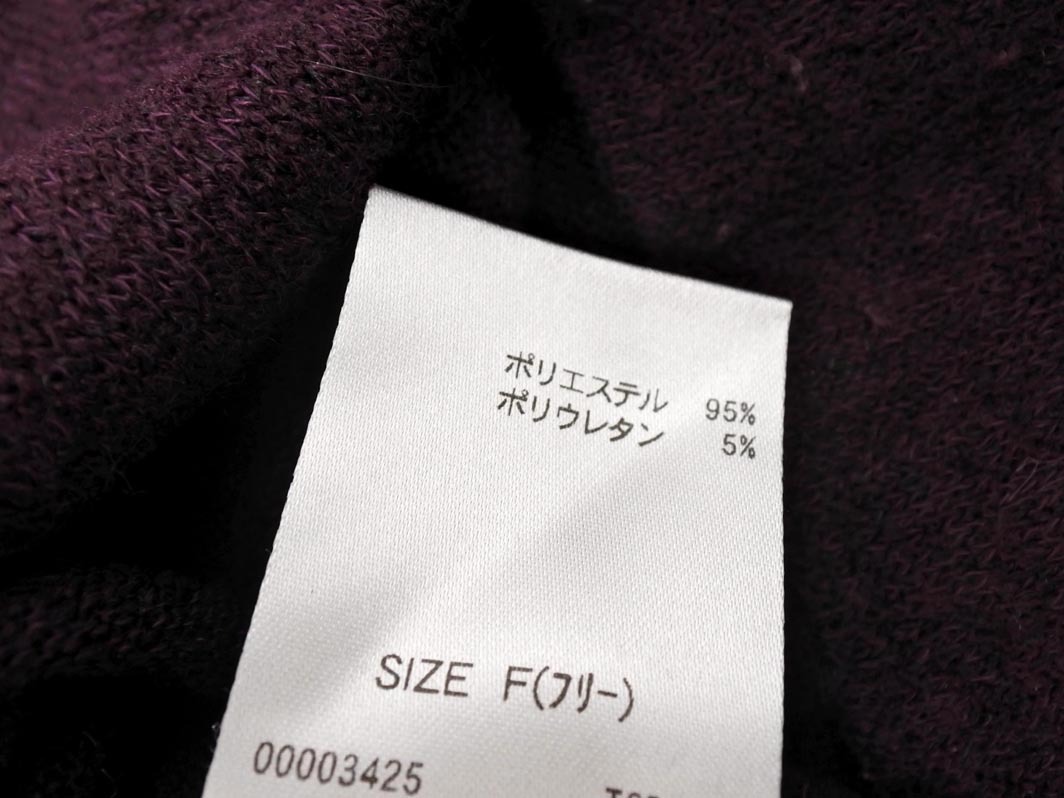 ポリエステル 95%
ポリウレタン 5%
SIZE F(フリー)
00003425